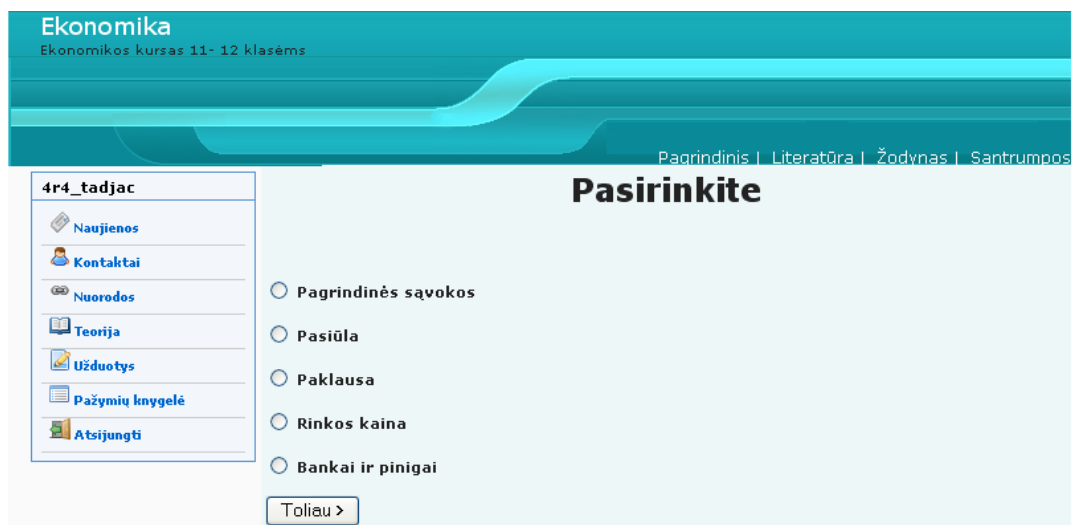 Ekonomika
Ekonomikos kursas 11- 12 klasėms
Pagrindinis | Literatūra | Žodynas | Santrumpos
4r4_tadjac
Naujienos
Kontaktai
Nuorodos
Teorija
Užduotys
Pažymių knygelė
Atsijungti
Pasirinkite
Pagrindinės sąvokos
Pasiūla
Paklausa
Rinkos kaina
Bankai ir pinigai
Toliau >